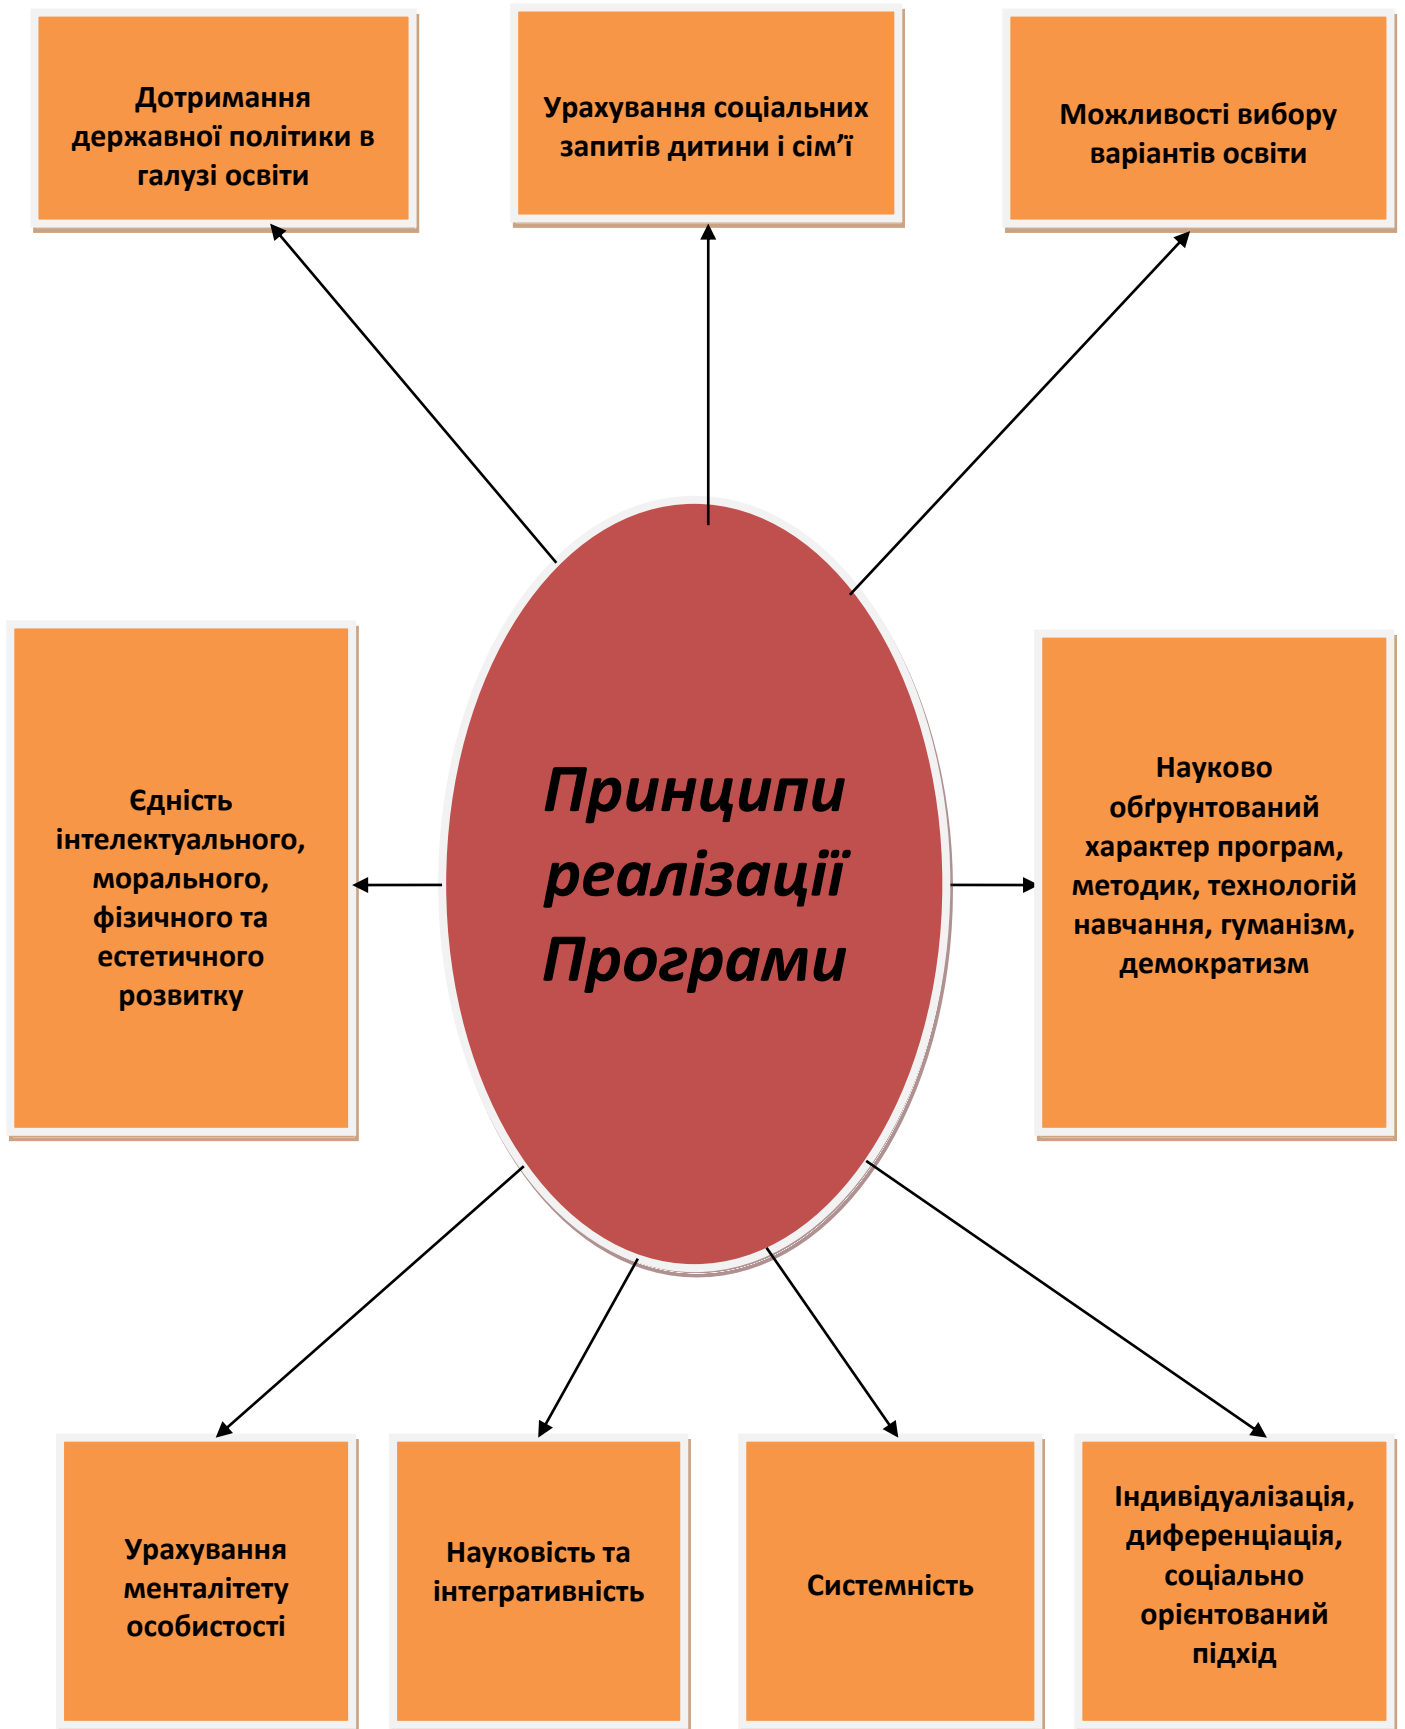 Дотримання
державної політики в
галузі освіти
Урахування соціальних
запитів дитини і сім’ї
Можливості вибору
варіантів освіти
Єдність
інтелектуального,
морального,
фізичного та
естетичного
розвитку
Принципи
реалізації
Програми
Науково
обґрунтований
характер програм,
методик, технологій
навчання, гуманізм,
демократизм
Урахування
менталітету
особистості
Науковість та
інтегративність
Системність
Індивідуалізація,
диференціація,
соціально
орієнтований
підхід